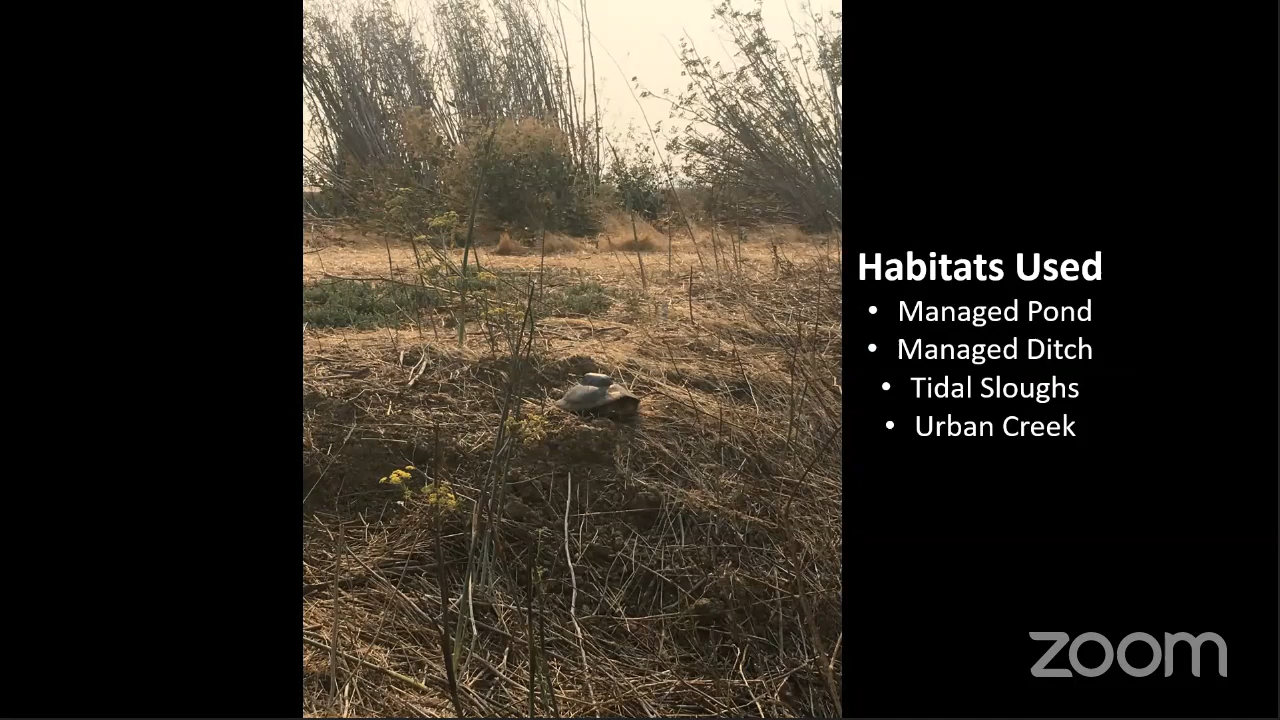 Habitats Used
• Managed Pond
• Managed Ditch
• Tidal Sloughs
• Urban Creek
zoom